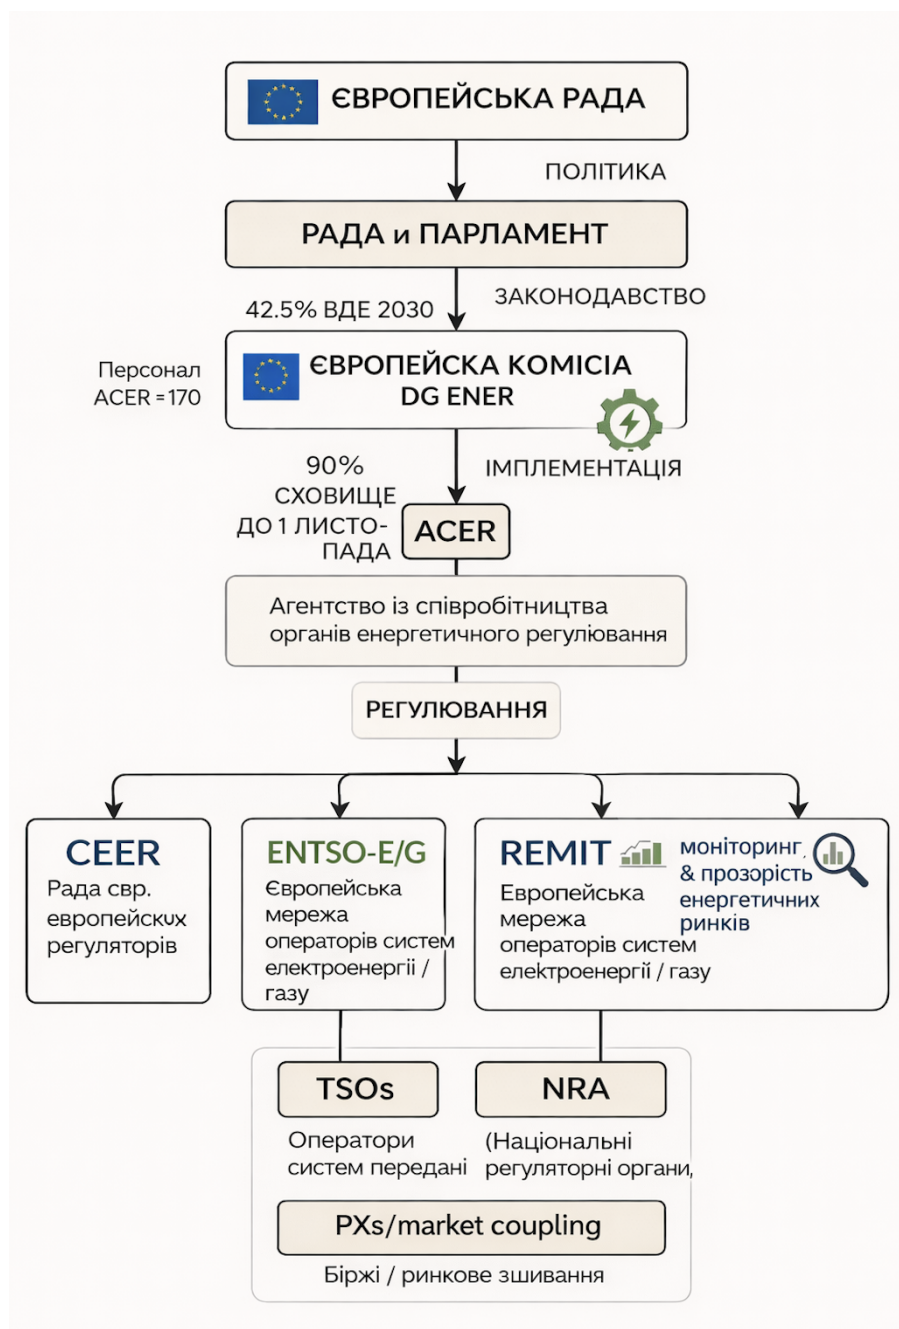 ЄВРОПЕЙСЬКА РАДА
ПОЛІТИКА
РАДА и ПАРЛАМЕНТ
ЗАКОНОДАВСТВО
42.5% ВДЕ 2030
Персонал
ACER = 170
ЄВРОПЕЙСКА КОМІСІА
DG ENER
ІМПЛЕМЕНТАЦІЯ
90%
СХОВИЩЕ
ДО 1 ЛИСТО-
ПАДА
ACER
Агентство із співробітництва
органів енергетичного регулювання
РЕГУЛЮВАННЯ
CEER
Рада свр.
европейских
регуляторів
ENTSO-E/G
Європейська
мережа
операторів систем
електроенергіі /
газу
REMIT
Европейська
мережа
операторів систем
електроенергії / газу
моніторинг,
& прозорість
енергетичних
ринків
TSOs
Оператори
систем передані
NRA
(Національні
регуляторні органи,
PXs/market coupling
Біржі / ринкове зшивання